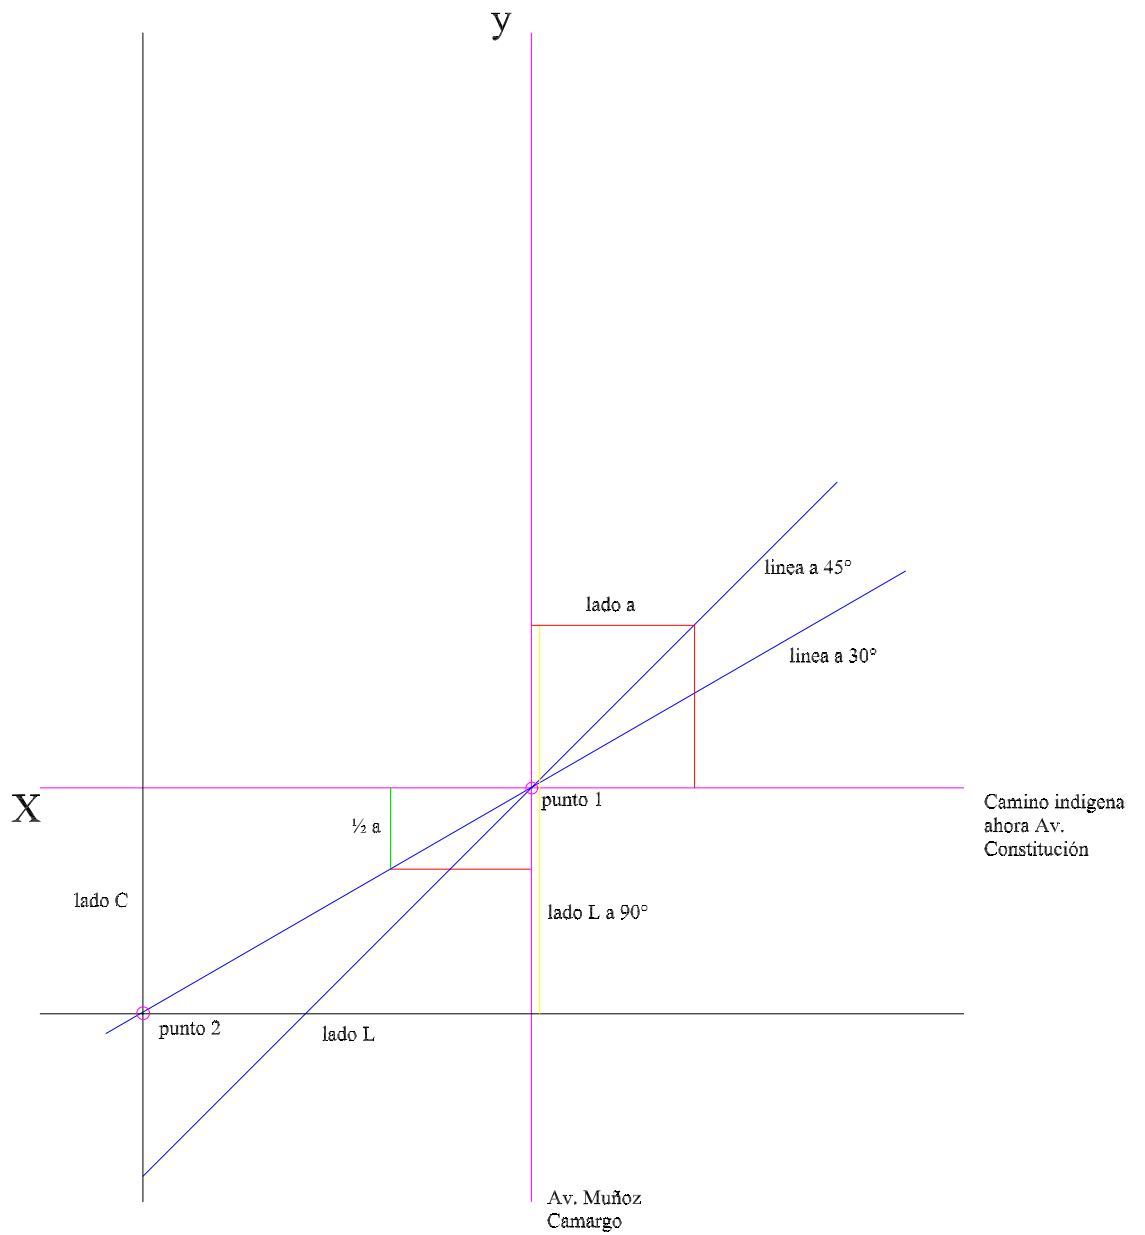 y
linea a 45°
lado a
linea a 30°
X
punto 1
Camino indígena
ahora Av.
Constitución
½ a
lado C
lado L a 90°
punto 2
lado L
Av. Muñoz
Camargo